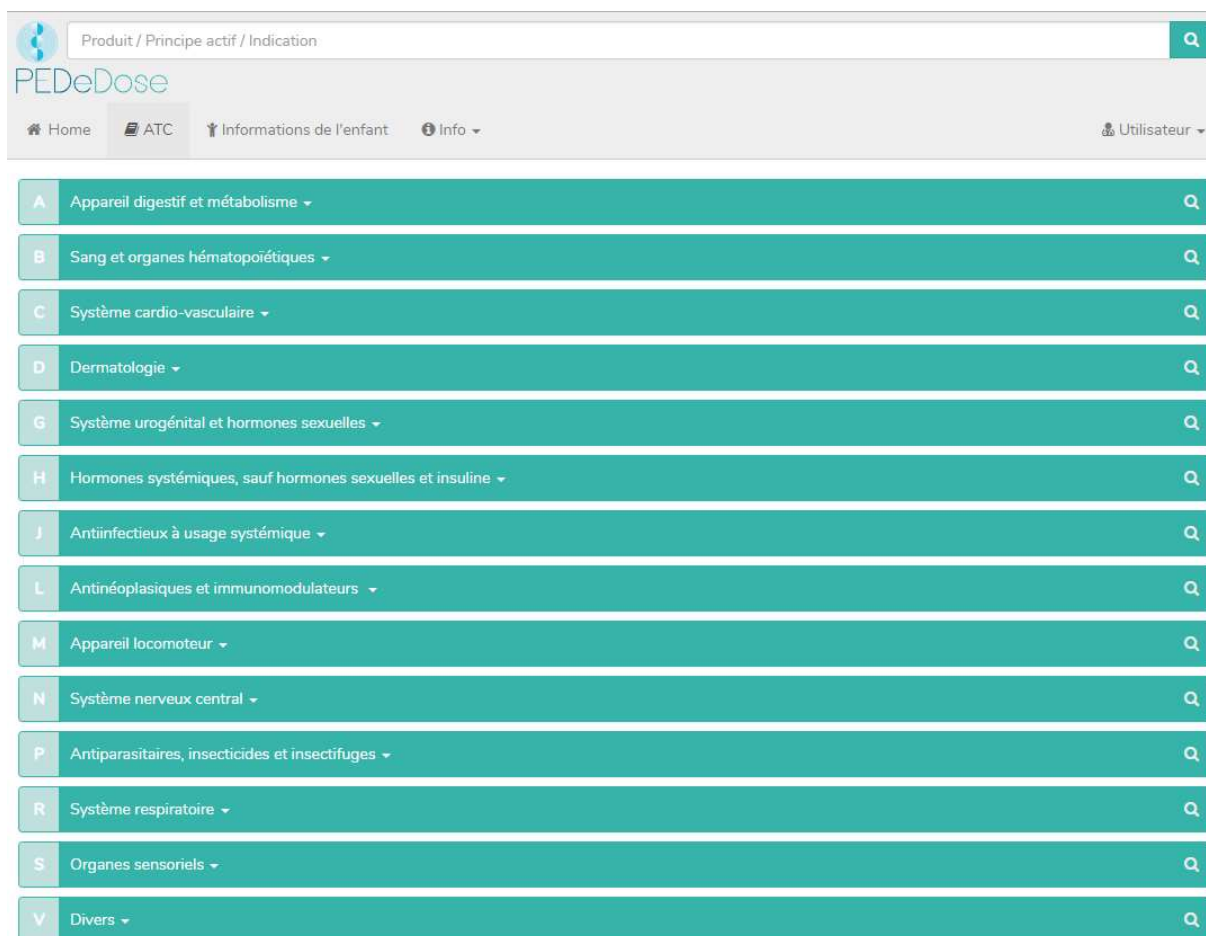 Produit / Principe actif / Indication
PEDeDose
Home ATC Informations de l'enfant Info Utilisateur
A Appareil digestif et métabolisme
B Sang et organes hématopoïétiques
C Système cardio-vasculaire
D Dermatologie
G Système urogénital et hormones sexuelles
H Hormones systémiques, sauf hormones sexuelles et insuline
J Antiinfectieux à usage systémique
L Antinéoplasiques et immunomodulateurs
M Appareil locomoteur
N Système nerveux central
P Antiparasitaires, insecticides et insectifuges
R Système respiratoire
S Organes sensoriels
V Divers